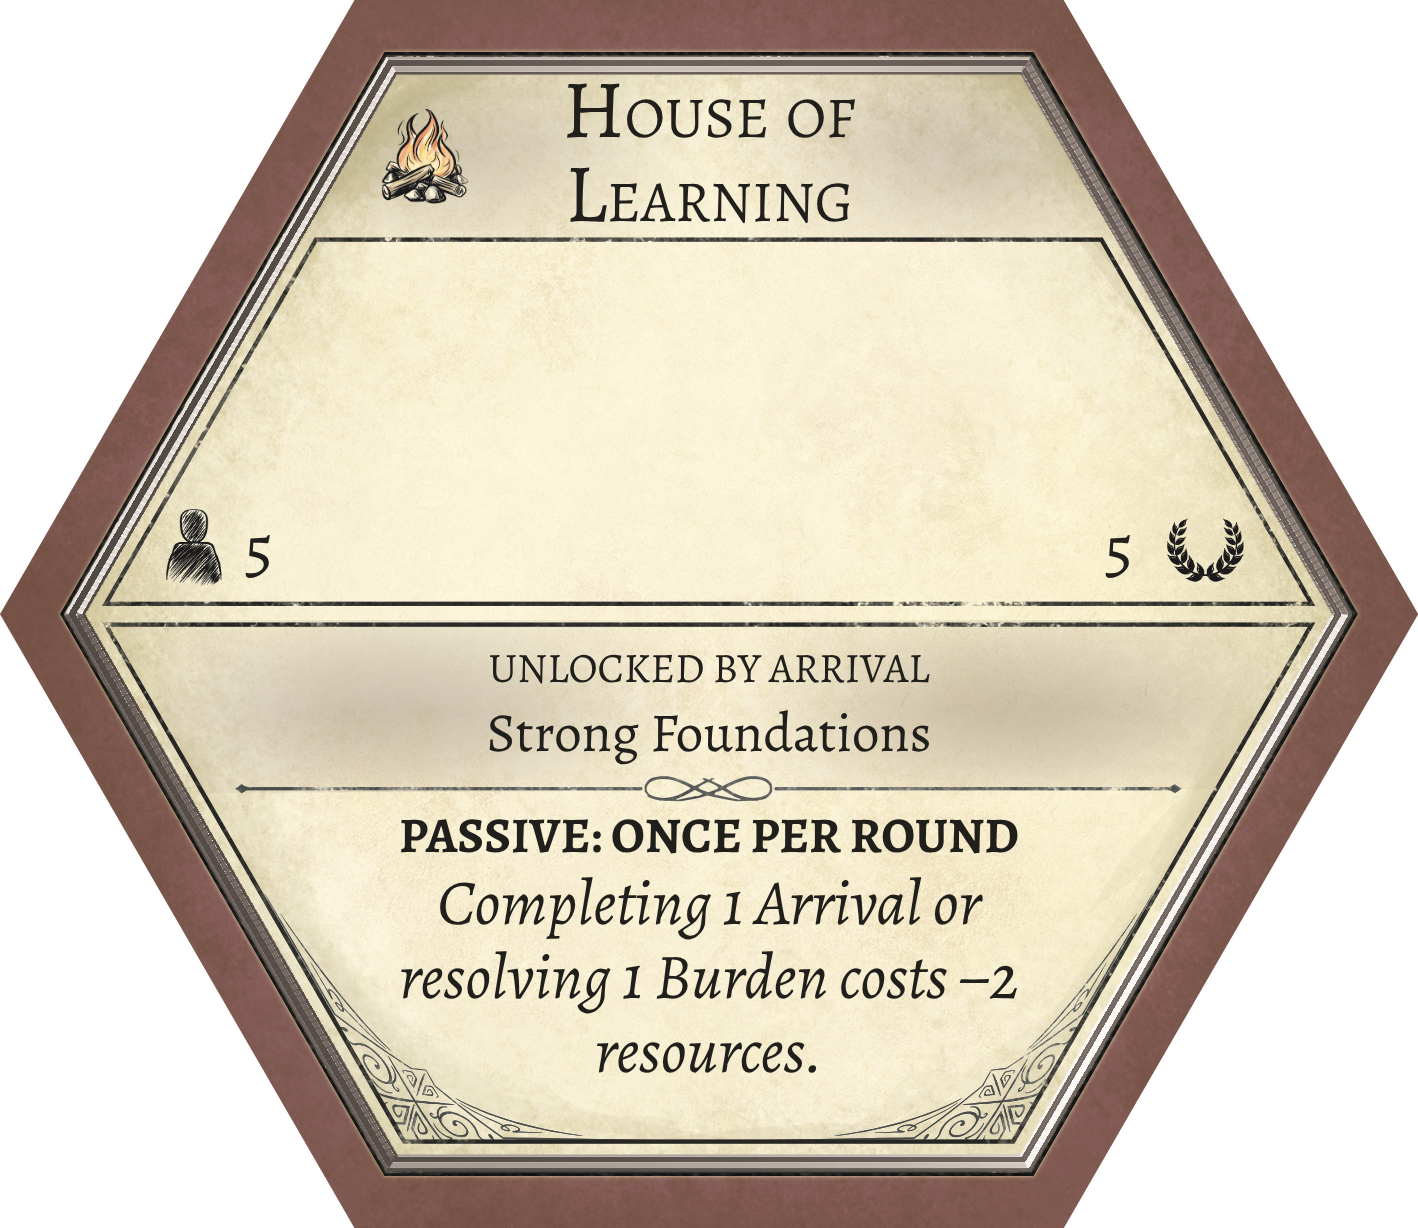 House of
Learning
5
5
UNLOCKED BY ARRIVAL
Strong Foundations
PASSIVE: ONCE PER ROUND
Completing 1 Arrival or
resolving 1 Burden costs –2
resources.